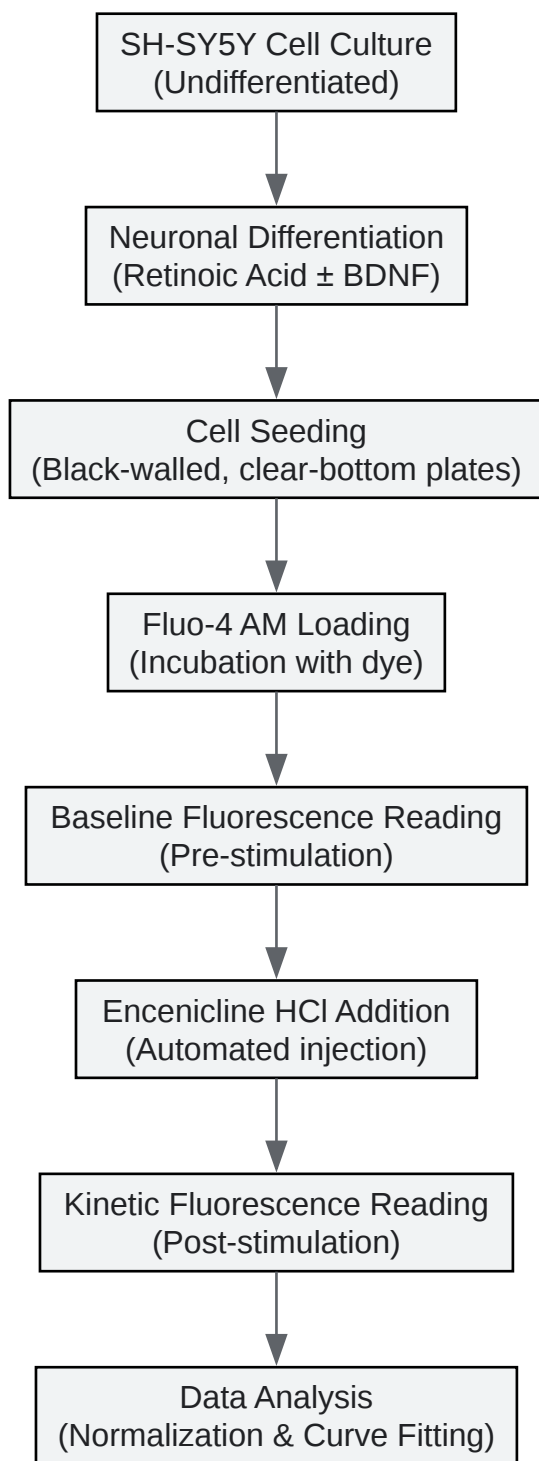 SH-SY5Y Cell Culture
(Undifferentiated)
Neuronal Differentiation
(Retinoic Acid ± BDNF)
Cell Seeding
(Black-walled, clear-bottom plates)
Fluo-4 AM Loading
(Incubation with dye)
Baseline Fluorescence Reading
(Pre-stimulation)
Encenicline HCl Addition
(Automated injection)
Kinetic Fluorescence Reading
(Post-stimulation)
Data Analysis
(Normalization & Curve Fitting)